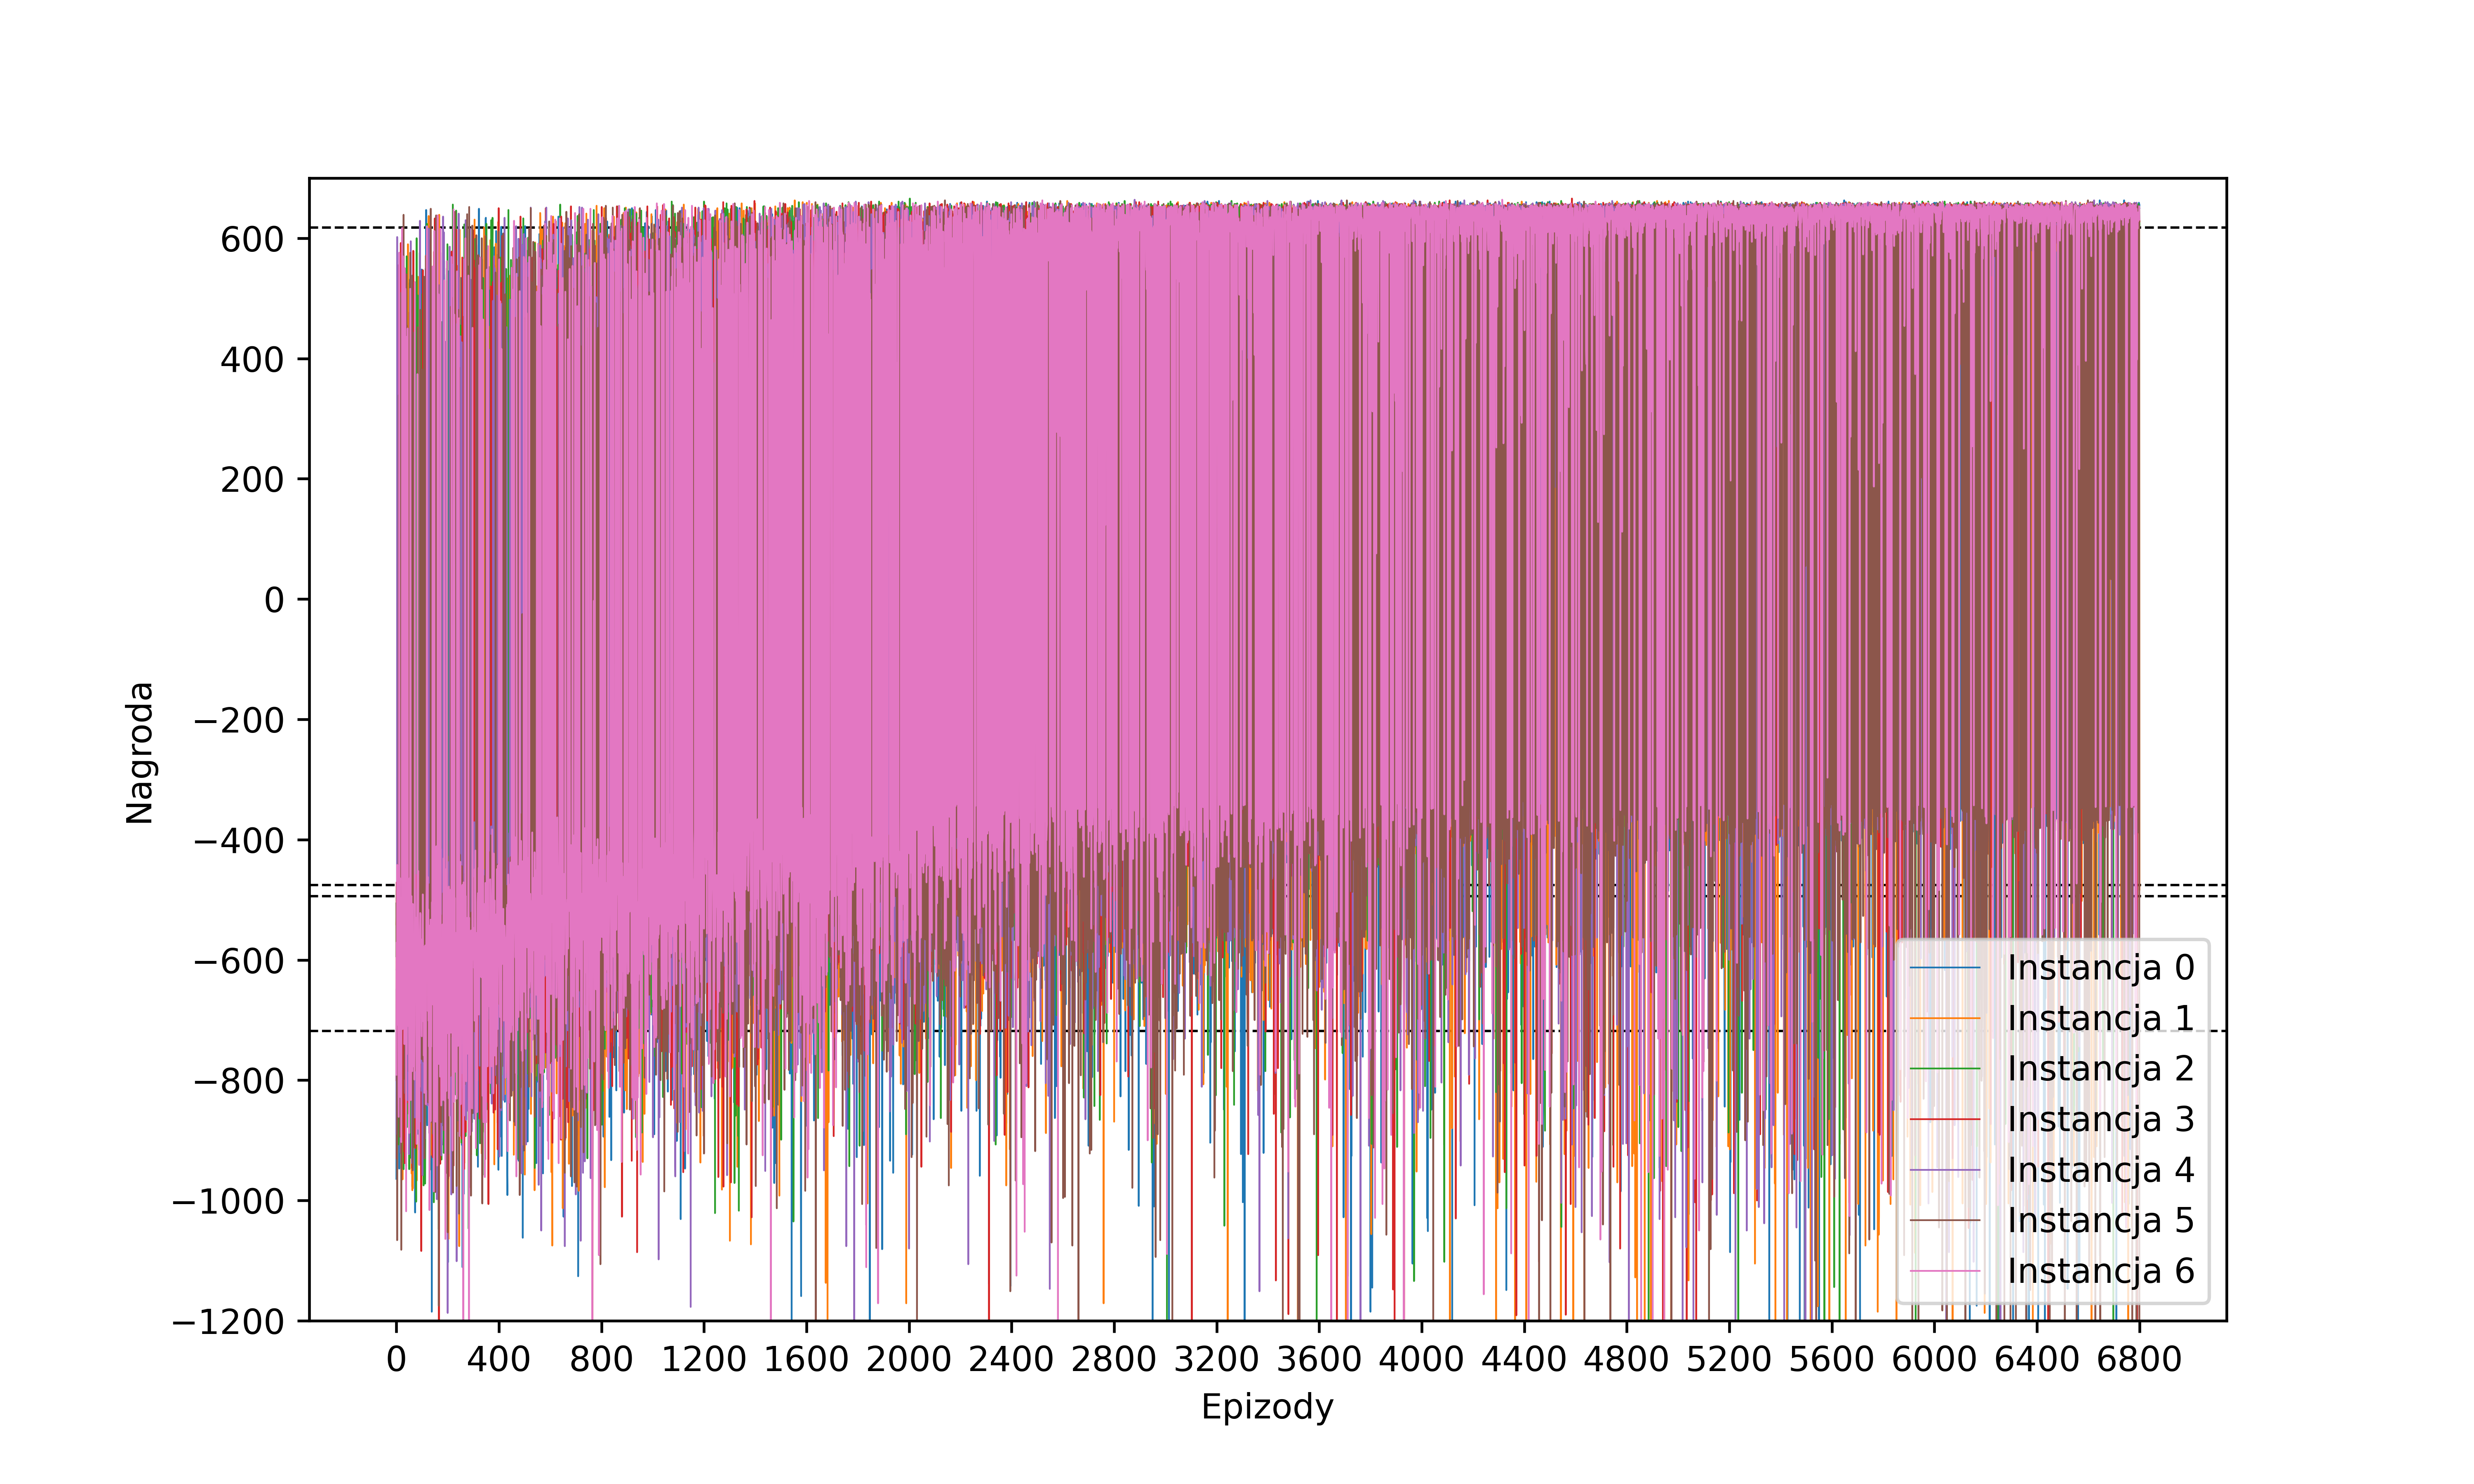 600
400
200
0
−200
−400
−600
−800
−1000
−1200
Nagroda
Instancja 0
Instancja 1
Instancja 2
Instancja 3
Instancja 4
Instancja 5
Instancja 6
0 400 800 1200 1600 2000 2400 2800 3200 3600 4000 4400 4800 5200 5600 6000 6400 6800
Epizody